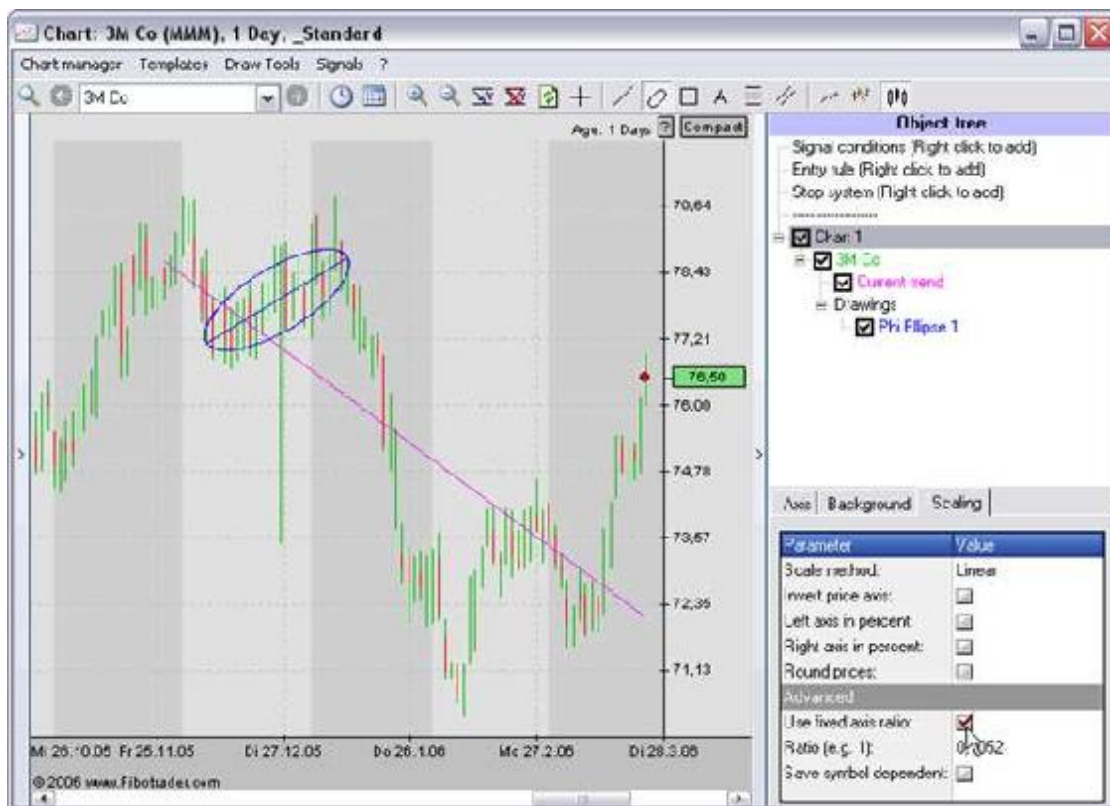 Chart: 3M Co (MMM), 1 Day, _Standard
Chart manager Templates Draw Tools Signals ?
3M Co
Age: 1 Days ? Compact
Object tree
Signal conditions (Right click to add)
Entry rule (Right click to add)
Stop system (Right click to add)
Chart 1
3M Co
Current trend
Drawings
Phi Ellipse 1
78,43
77,21
76,50
76,00
74,78
73,57
72,35
71,13
Axis Background Scaling
Parameter Value
Scale method: Linear
Invert price axis:
Left axis in percent
Right axis in percent:
Round prices:
Advanced
Use fixed axis ratio:
Ratio (e.g. 1):
Save symbol dependent:
Mi 26.10.05 Fr 25.11.05 Di 27.12.05 Do 26.1.06 Mo 27.2.06 Di 28.3.06
©2006 www.Fibotrader.com